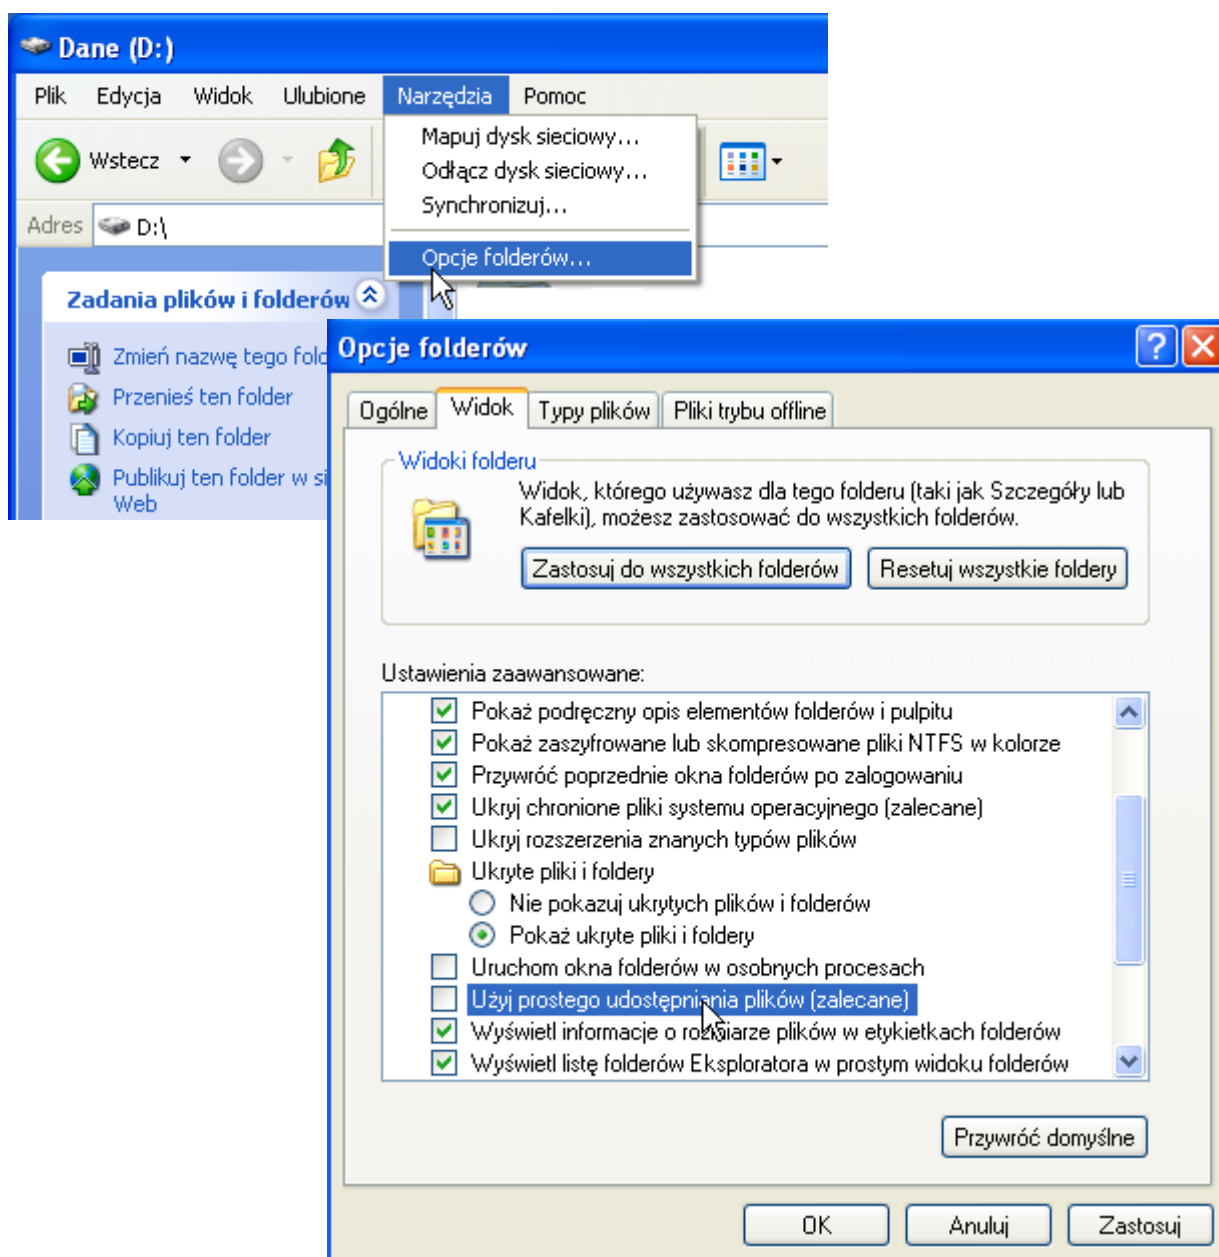 Dane (D:)
Plik Edycja Widok Ulubione Narzędzia Pomoc
Mapuj dysk sieciowy...
Odłącz dysk sieciowy...
Synchronizuj...
Opcje folderów...
Wstecz
Adres D:\
Zadania plików i folderów
Zmień nazwę tego fold
Przenieś ten folder
Kopiuj ten folder
Publikuj ten folder w si
Web
Opcje folderów
Ogólne Widok Typy plików Pliki trybu offline
Widoki folderu
Widok, którego używasz dla tego folderu (taki jak Szczegóły lub
Kafelki), możesz zastosować do wszystkich folderów.
Zastosuj do wszystkich folderów Resetuj wszystkie foldery
Ustawienia zaawansowane:
Pokaż podręczny opis elementów folderów i pulpitu
Pokaż zaszyfrowane lub skompresowane pliki NTFS w kolorze
Przywróć poprzednie okna folderów po zalogowaniu
Ukryj chronione pliki systemu operacyjnego (zalecane)
Ukryj rozszerzenia znanych typów plików
Ukryte pliki i foldery
Nie pokazuj ukrytych plików i folderów
Pokaż ukryte pliki i foldery
Uruchom okna folderów w osobnych procesach
Użyj prostego udostępniania plików (zalecane)
Wyświetl informacje o rozmiarze plików w etykietkach folderów
Wyświetl listę folderów Eksploratora w prostym widoku folderów
Przywróć domyślne
OK Anuluj Zastosuj